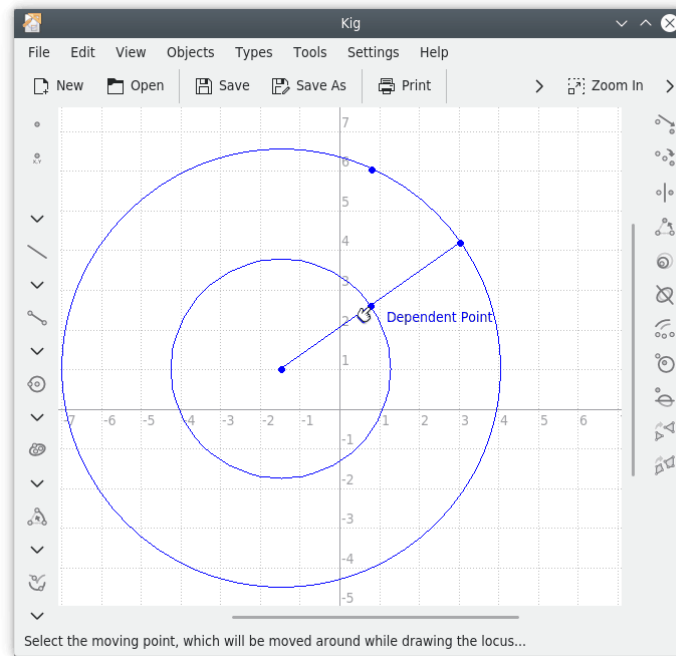 Kig
File Edit View Objects Types Tools Settings Help
New Open Save Save As Print Zoom In
7
6
5
4
3
2
Dependent Point
1
-7 -6 -5 -4 -3 -2 -1 1 2 3 4 5 6
-1
-2
-3
-4
-5
Select the moving point, which will be moved around while drawing the locus...